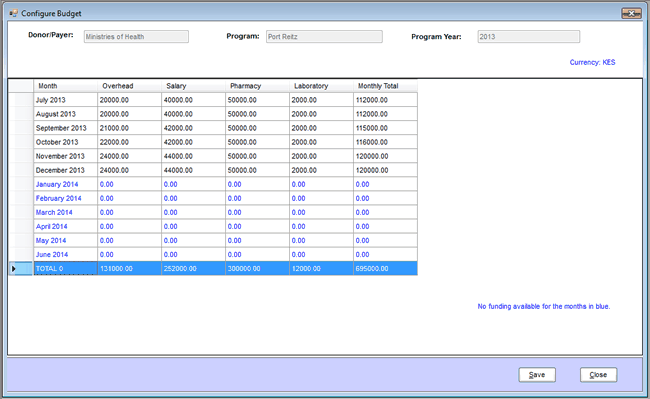 Configure Budget
Donor/Payer: Ministries of Health Program: Port Reitz Program Year: 2013
Currency: KES
Month Overhead Salary Pharmacy Laboratory Monthly Total
July 2013 20000.00 40000.00 50000.00 2000.00 112000.00
August 2013 20000.00 40000.00 50000.00 2000.00 112000.00
September 2013 21000.00 42000.00 50000.00 2000.00 115000.00
October 2013 22000.00 42000.00 50000.00 2000.00 116000.00
November 2013 24000.00 44000.00 50000.00 2000.00 120000.00
December 2013 24000.00 44000.00 50000.00 2000.00 120000.00
January 2014 0.00 0.00 0.00 0.00 0.00
February 2014 0.00 0.00 0.00 0.00 0.00
March 2014 0.00 0.00 0.00 0.00 0.00
April 2014 0.00 0.00 0.00 0.00 0.00
May 2014 0.00 0.00 0.00 0.00 0.00
June 2014 0.00 0.00 0.00 0.00 0.00
TOTAL 0 131000.00 252000.00 300000.00 12000.00 695000.00
No funding available for the months in blue.
Save Close